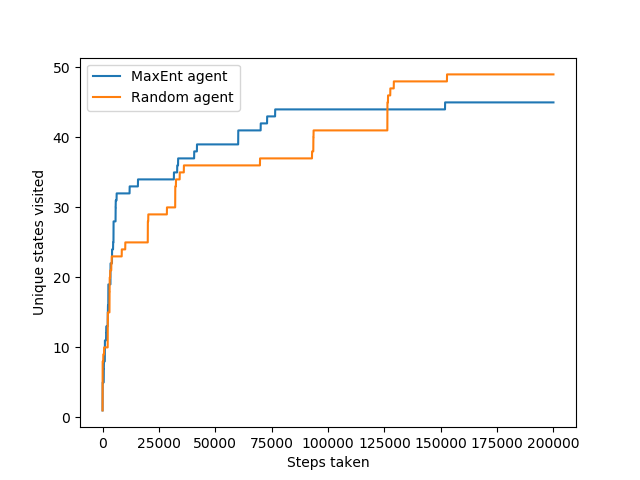 MaxEnt agent
Random agent
Unique states visited
50
40
30
20
10
0
0 25000 50000 75000 100000 125000 150000 175000 200000
Steps taken